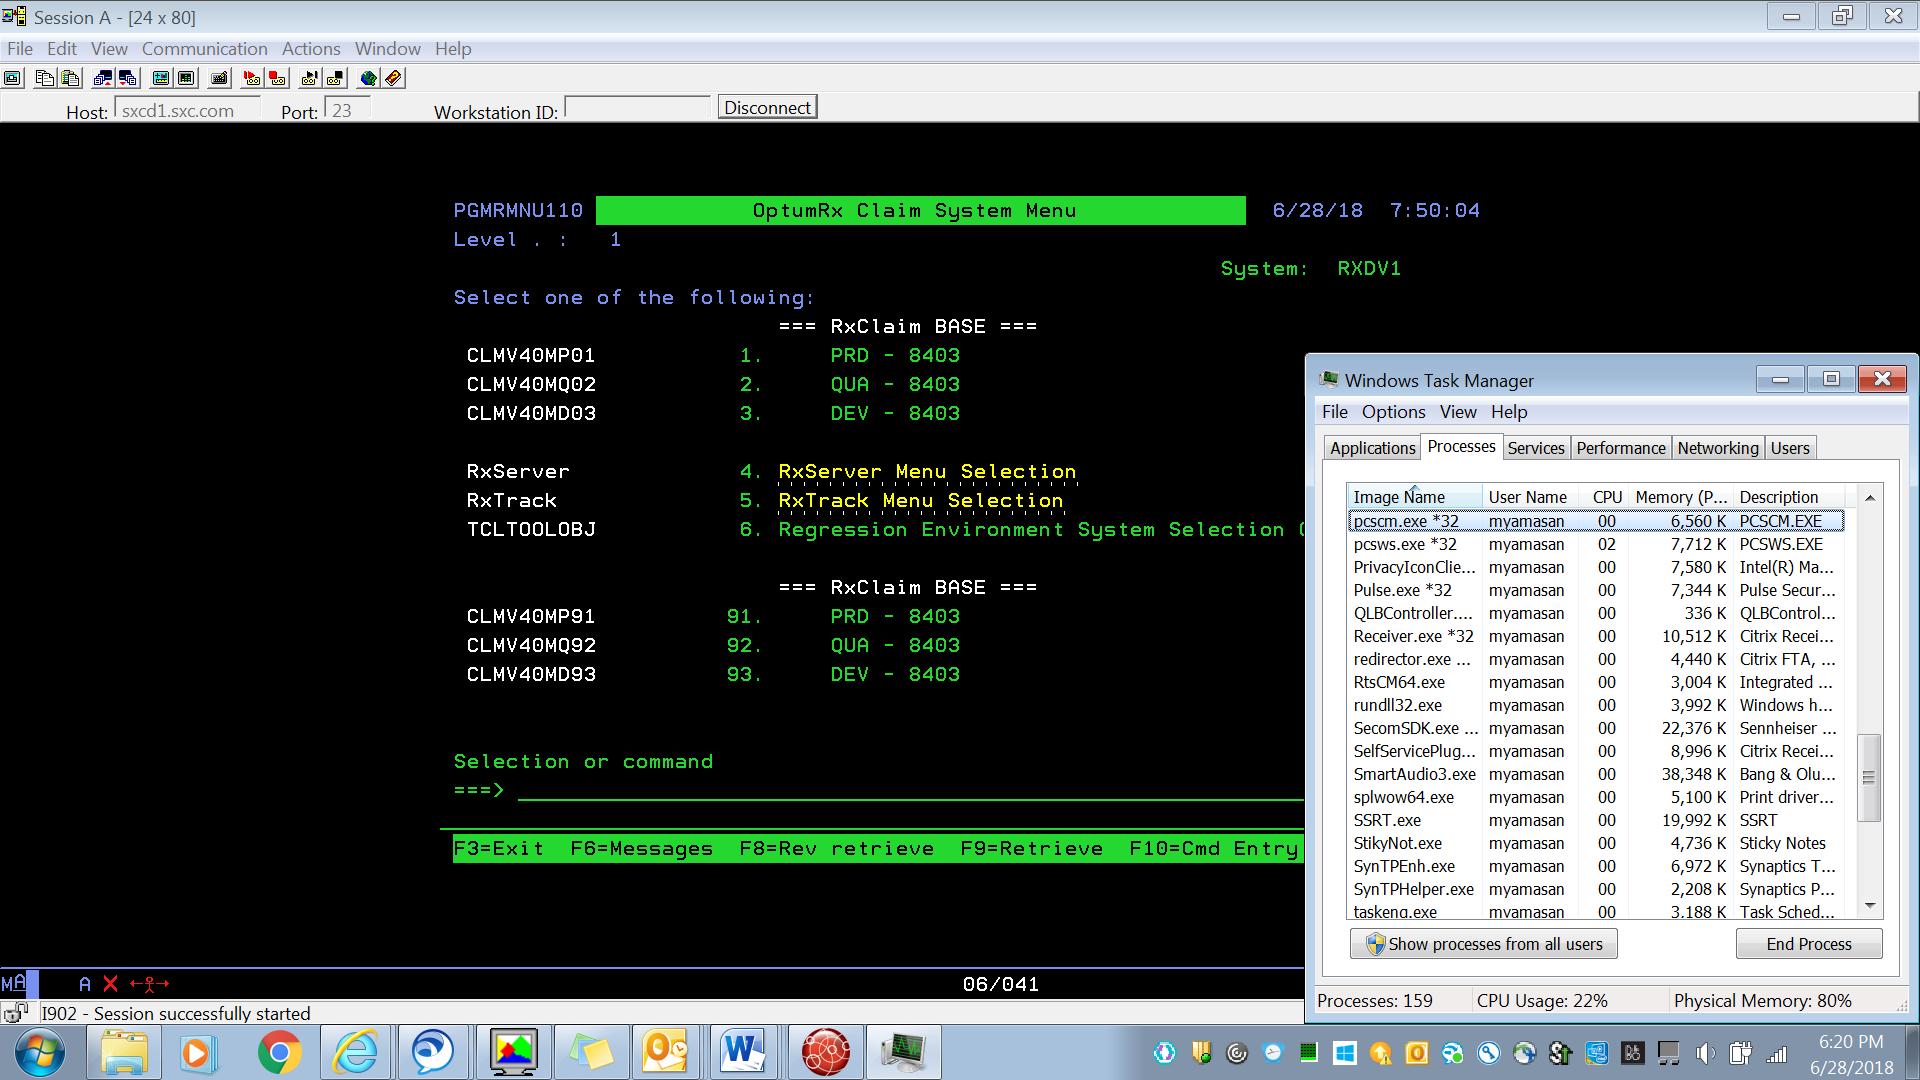 Session A - [24 x 80]
File Edit View Communication Actions Window Help
Host: sxcd1.sxc.com Port: 23 Workstation ID: Disconnect
PGMRMNU110 OptumRx Claim System Menu 6/28/18 7:50:04
Level . : 1
System: RXDV1
Select one of the following:
=== RxClaim BASE ===
CLMV40MP01 1. PRD - 8403
CLMV40MQ02 2. QUA - 8403
CLMV40MD03 3. DEV - 8403
RxServer 4. RxServer Menu Selection
RxTrack 5. RxTrack Menu Selection
TCLTOOLOBJ 6. Regression Environment System Selection
=== RxClaim BASE ===
CLMV40MP91 91. PRD - 8403
CLMV40MQ92 92. QUA - 8403
CLMV40MD93 93. DEV - 8403
Selection or command
===>
F3=Exit F6=Messages F8=Rev retrieve F9=Retrieve F10=Cmd Entry
MA A X 06/041
I902 - Session successfully started
Windows Task Manager
File Options View Help
Applications Processes Services Performance Networking Users
Image Name User Name CPU Memory (P... Description
pcscm.exe *32 myamasan 00 6,560 K PCSCM.EXE
pcsws.exe *32 myamasan 02 7,712 K PCSWS.EXE
PrivacyIconClie... myamasan 00 7,580 K Intel(R) Ma...
Pulse.exe *32 myamasan 00 7,344 K Pulse Secur...
QLBController.... myamasan 00 336 K QLBControl...
Receiver.exe *32 myamasan 00 10,512 K Citrix Recei...
redirector.exe ... myamasan 00 4,440 K Citrix FTA, ...
RtsCM64.exe myamasan 00 3,004 K Integrated ...
rundll32.exe myamasan 00 3,992 K Windows h...
SecomSDK.exe ... myamasan 00 22,376 K Sennheiser ...
SelfServicePlug... myamasan 00 8,996 K Citrix Recei...
SmartAudio3.exe myamasan 00 38,348 K Bang & Olu...
splwow64.exe myamasan 00 5,100 K Print driver...
SSRT.exe myamasan 00 19,992 K SSRT
StikyNot.exe myamasan 00 4,736 K Sticky Notes
SynTPEnh.exe myamasan 00 6,972 K Synaptics T...
SynTPHelper.exe myamasan 00 2,208 K Synaptics P...
taskeng.exe myamasan 00 3,188 K Task Sched...
Show processes from all users End Process
Processes: 159 CPU Usage: 22% Physical Memory: 80%
6:20 PM
6/28/2018